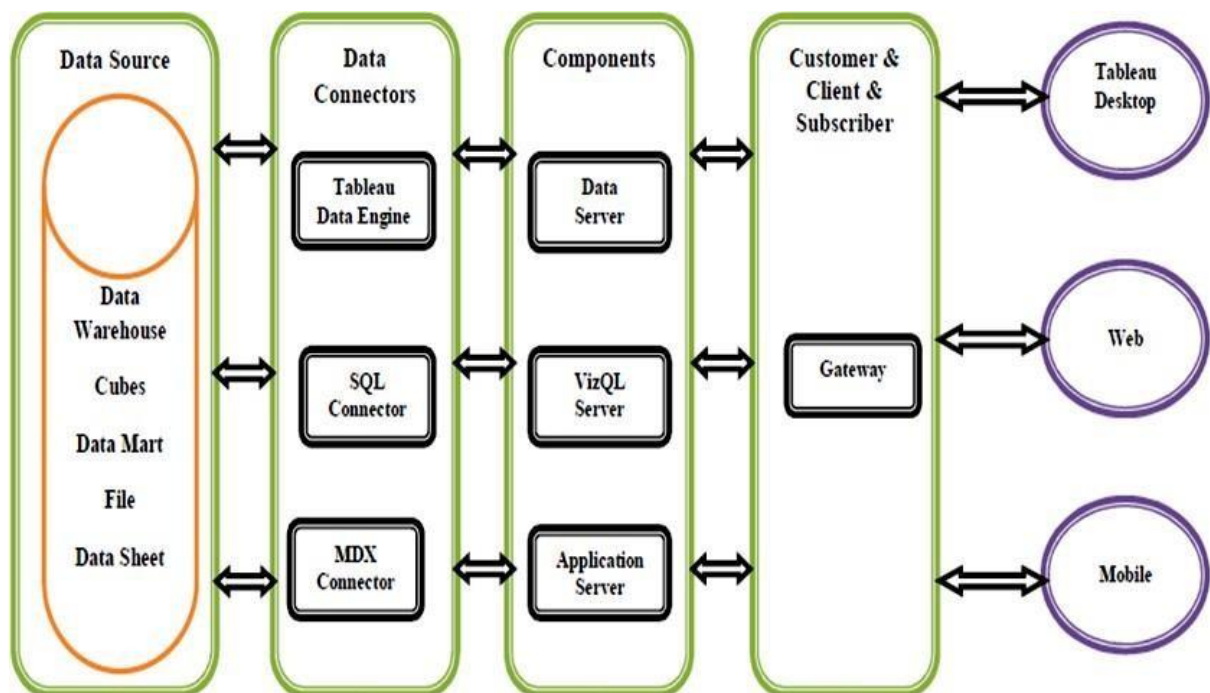 Data Source
Data
Warehouse
Cubes
Data Mart
File
Data Sheet
Data
Connectors
Tableau
Data Engine
SQL
Connector
MDX
Connector
Components
Data
Server
VizQL
Server
Application
Server
Customer &
Client &
Subscriber
Gateway
Tableau
Desktop
Web
Mobile